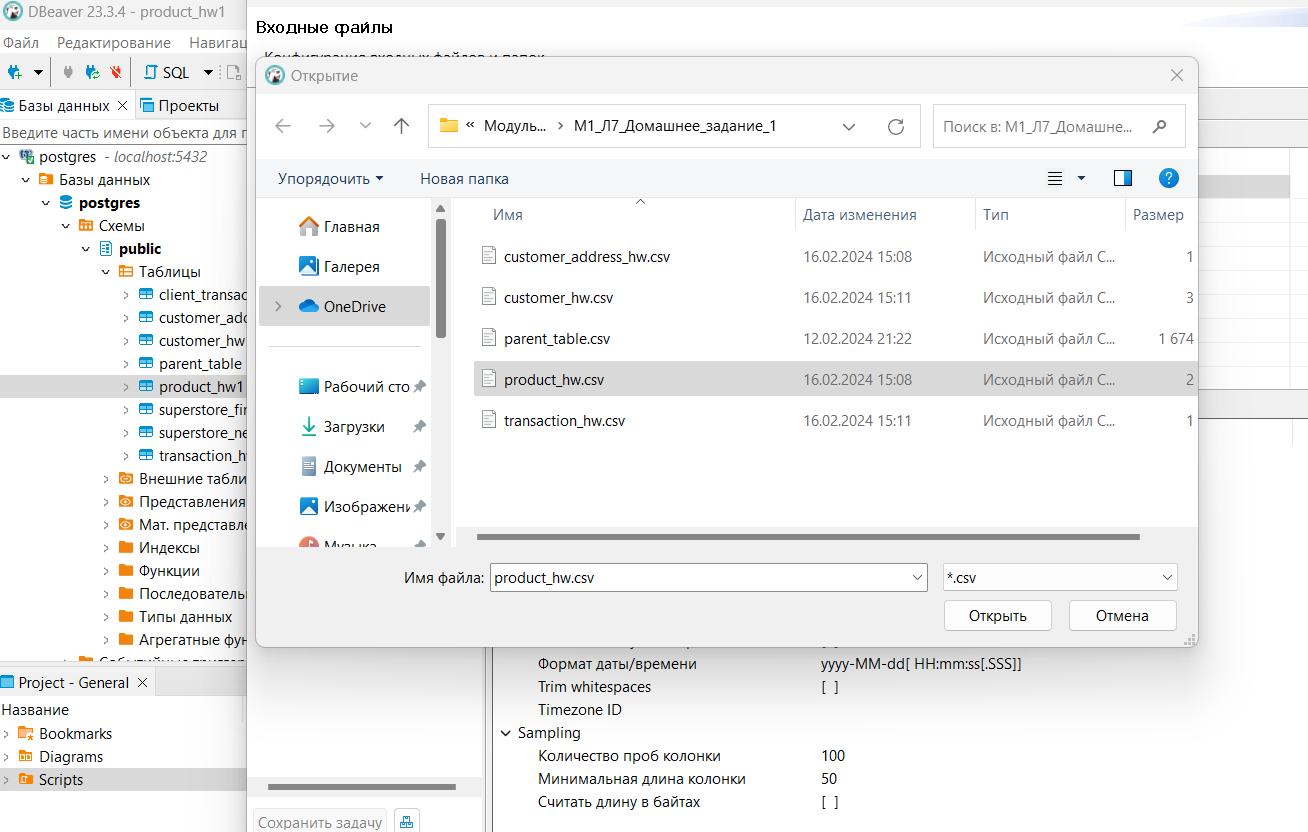 DBeaver 23.3.4 - product_hw1
Файл Редактирование Навигац
SQL
Базы данных Проекты
Введите часть имени объекта для п
postgres - localhost:5432
Базы данных
postgres
Схемы
public
Таблицы
client_transac
customer_add
customer_hw
parent_table
product_hw1
superstore_fin
superstore_ne
transaction_h
Внешние табли
Представления
Мат. представле
Индексы
Функции
Последователь
Типы данных
Агрегатные фун
Project - General
Название
Bookmarks
Diagrams
Scripts
Входные файлы
Конфигурация входных файлов и папок
Открытие
« Модуль... › М1_Л7_Домашнее_задание_1
Поиск в: М1_Л7_Домашне...
Упорядочить Новая папка
Главная
Галерея
OneDrive
Рабочий сто
Загрузки
Документы
Изображени
Музыка
Имя Дата изменения Тип Размер
customer_address_hw.csv 16.02.2024 15:08 Исходный файл C... 1
customer_hw.csv 16.02.2024 15:11 Исходный файл C... 3
parent_table.csv 12.02.2024 21:22 Исходный файл C... 1 674
product_hw.csv 16.02.2024 15:08 Исходный файл C... 2
transaction_hw.csv 16.02.2024 15:11 Исходный файл C... 1
Имя файла: product_hw.csv *.csv
Открыть Отмена
Формат даты/времени yyyy-MM-dd[ HH:mm:ss[.SSS]]
Trim whitespaces [ ]
Timezone ID
Sampling
Количество проб колонки 100
Минимальная длина колонки 50
Считать длину в байтах [ ]
Сохранить задачу